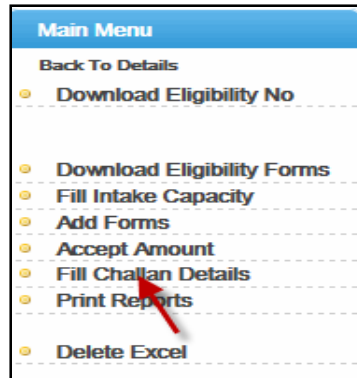 Main Menu
Back To Details
Download Eligibility No
Download Eligibility Forms
Fill Intake Capacity
Add Forms
Accept Amount
Fill Challan Details
Print Reports
Delete Excel